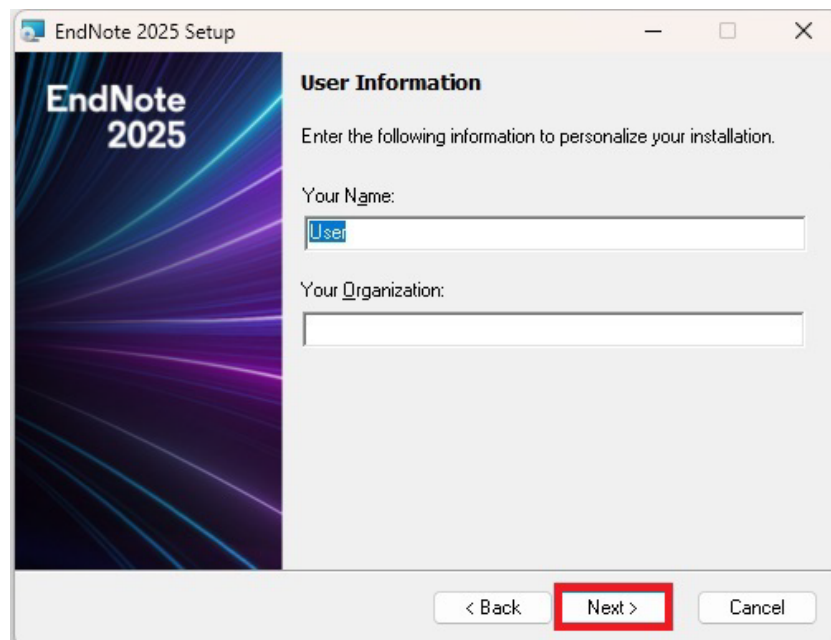 EndNote 2025 Setup
EndNote
2025
User Information
Enter the following information to personalize your installation.
Your Name:
User
Your Organization:
< Back
Next >
Cancel